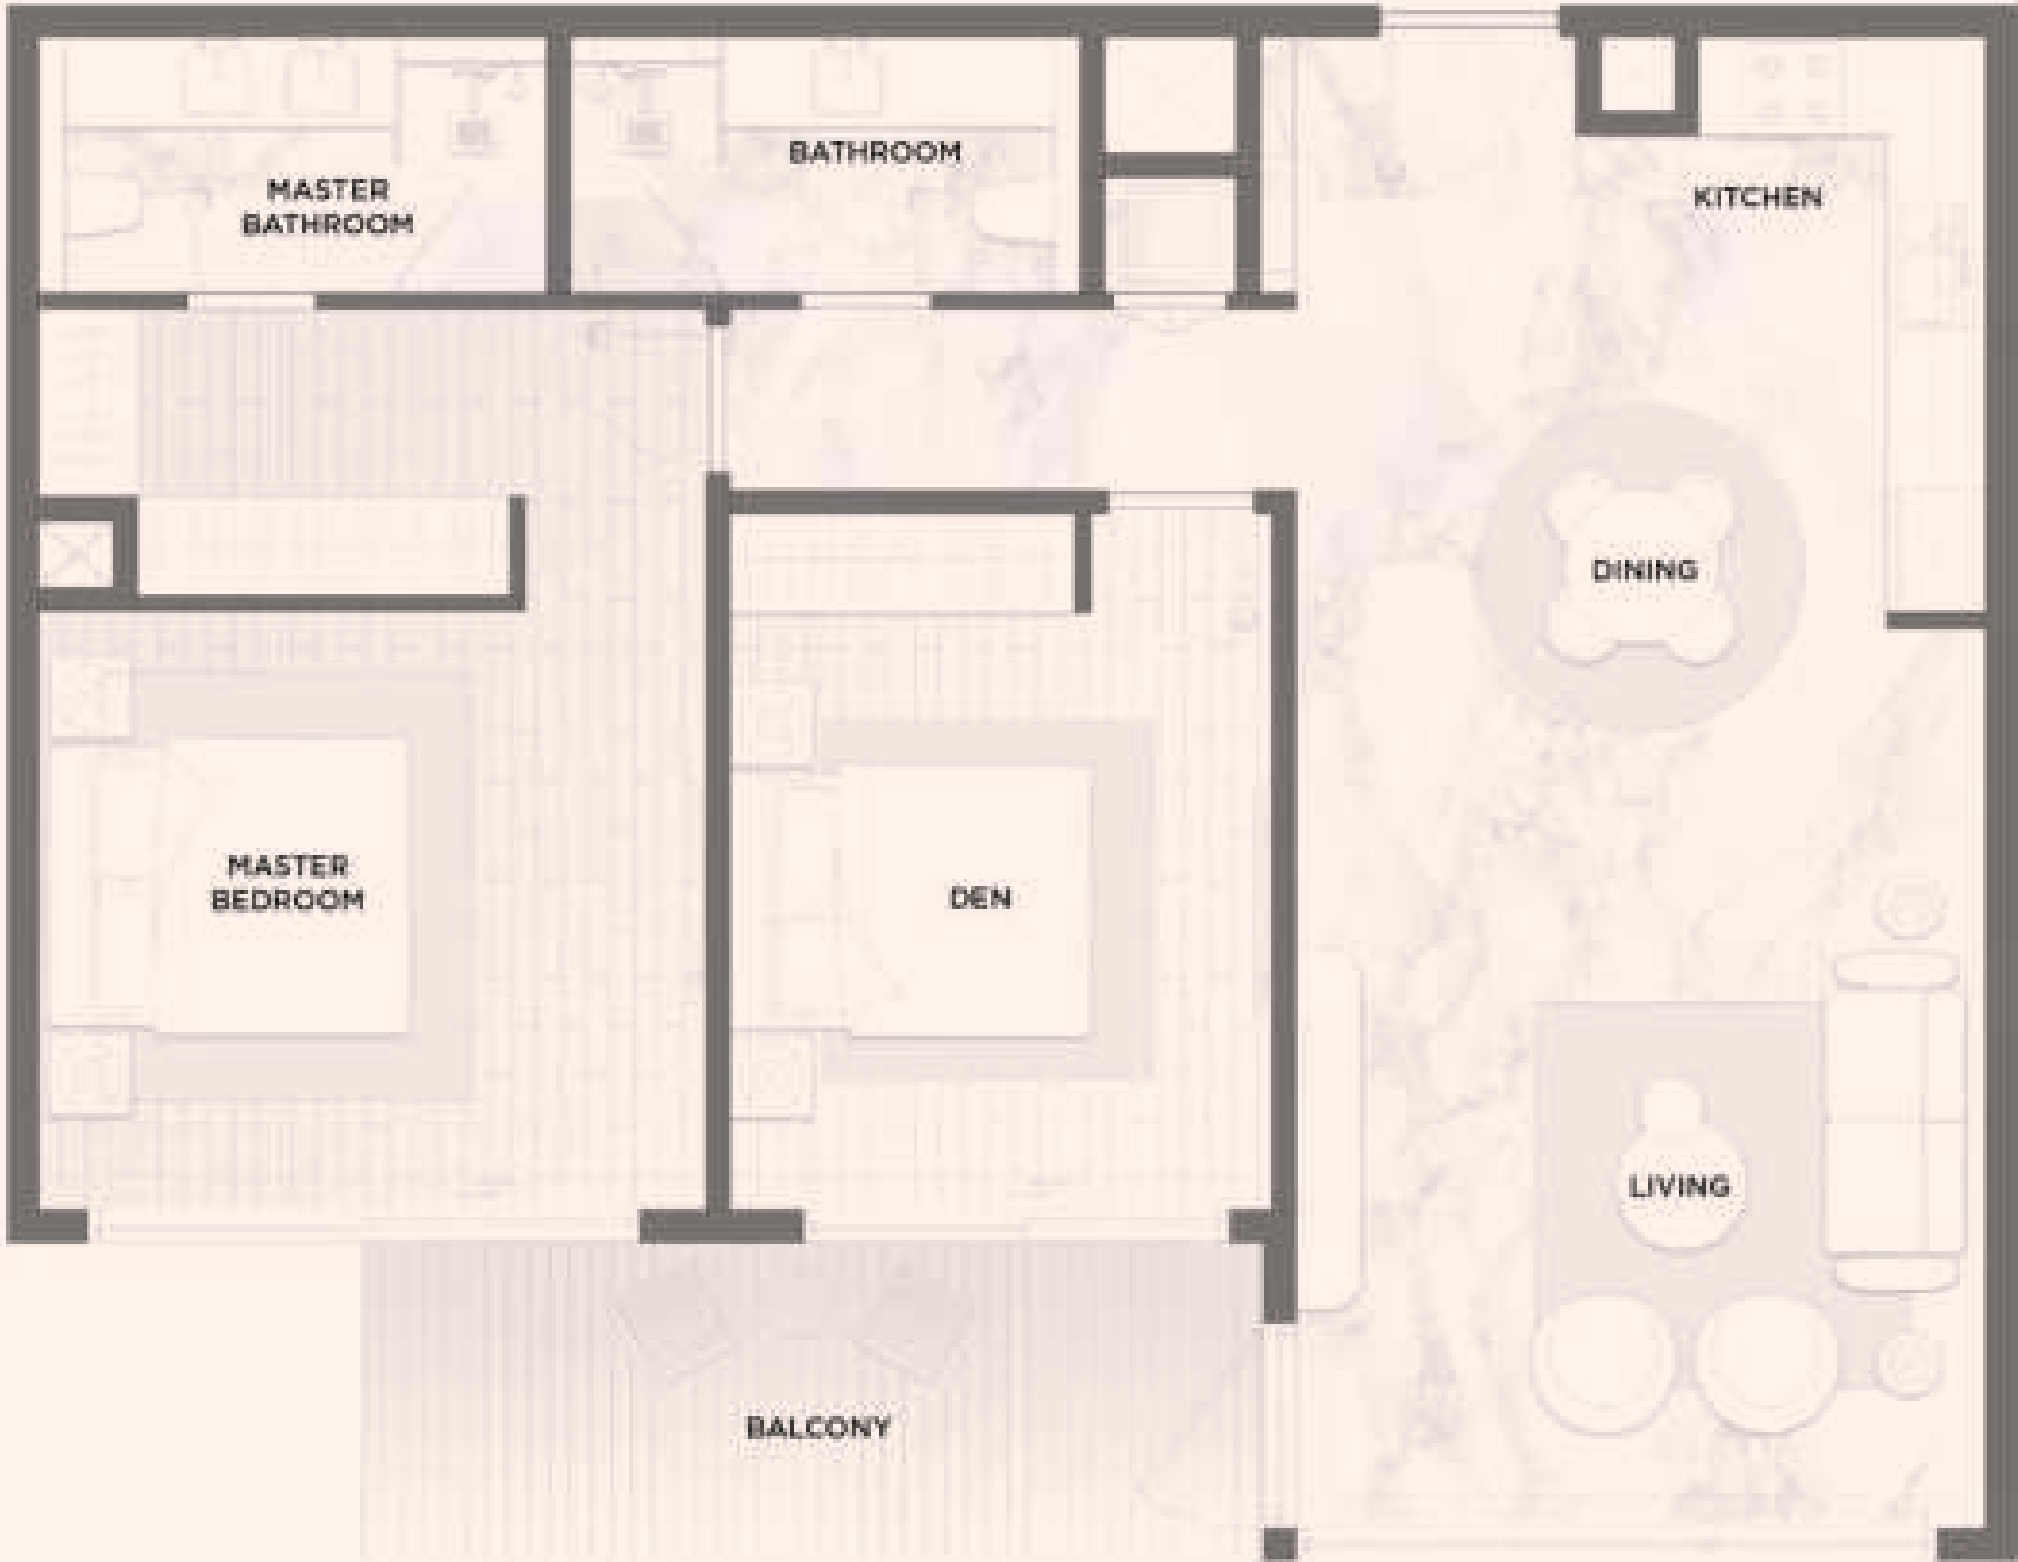 BATHROOM
MASTER
BATHROOM
KITCHEN
DINING
MASTER
BEDROOM
DEN
LIVING
BALCONY